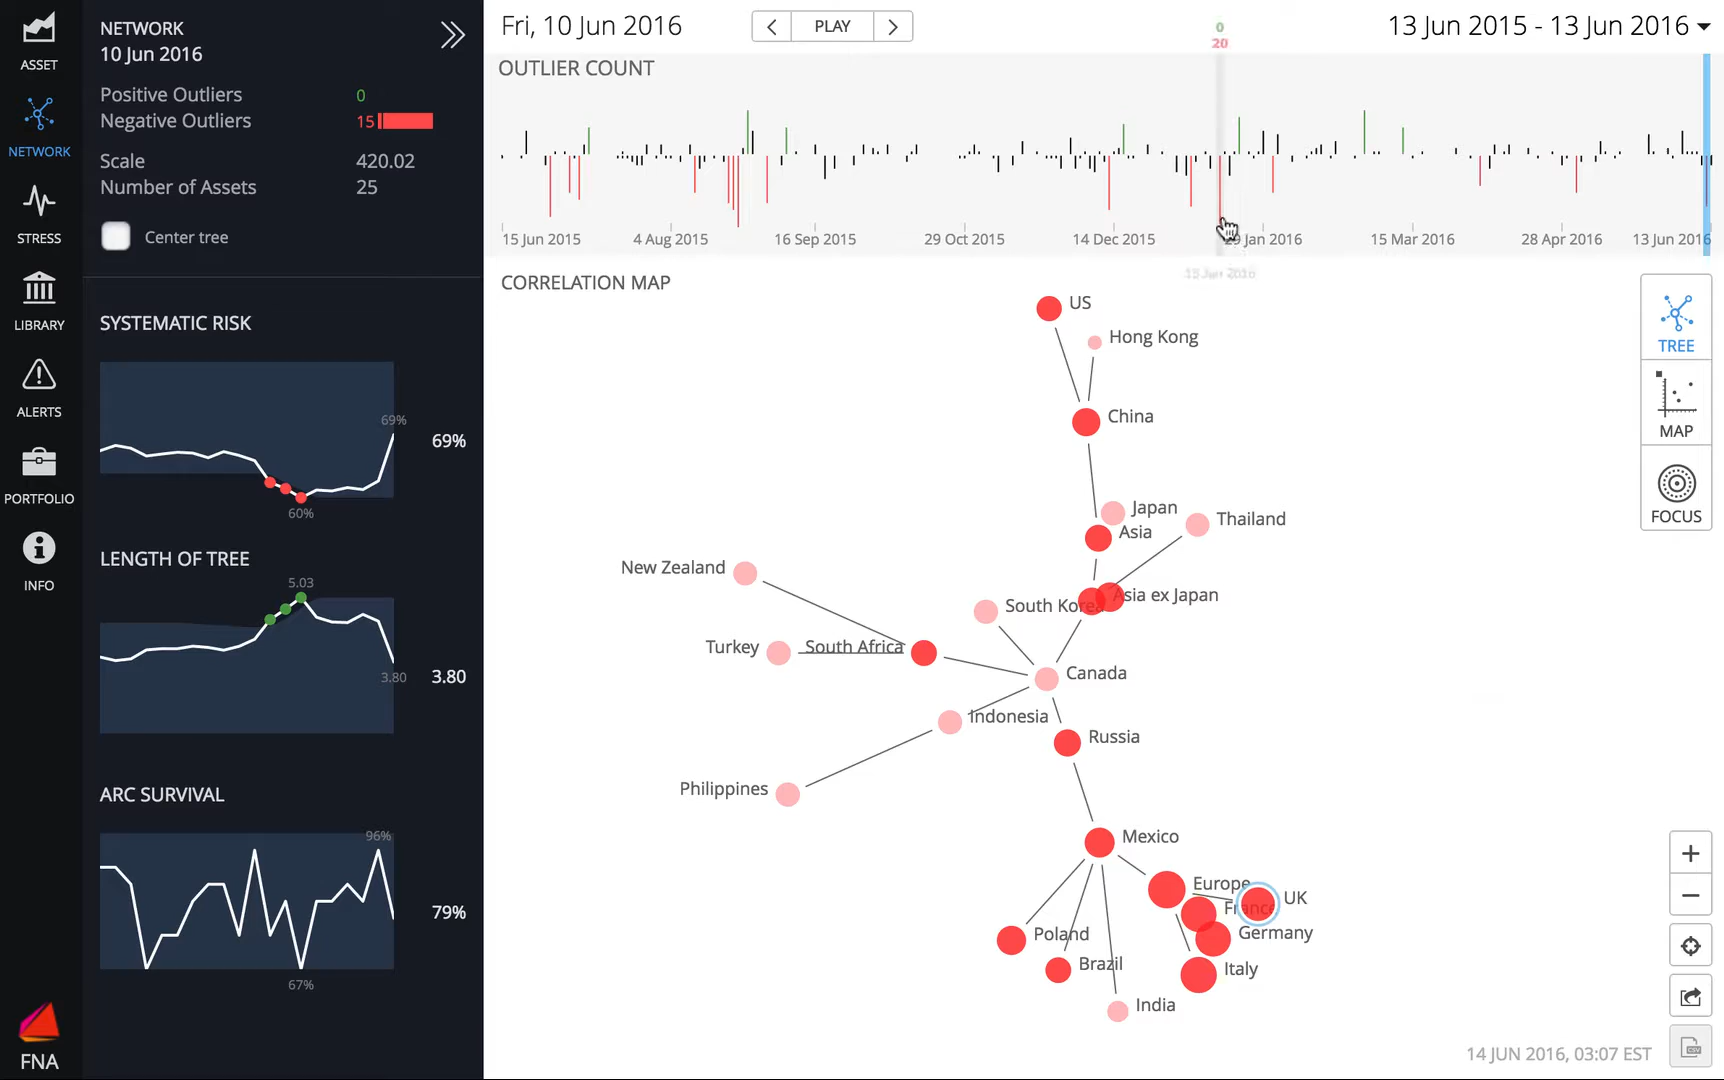 ASSET
NETWORK
STRESS
LIBRARY
ALERTS
PORTFOLIO
INFO
FNA
NETWORK
10 Jun 2016
Positive Outliers 0
Negative Outliers 15
Scale 420.02
Number of Assets 25
Center tree
SYSTEMATIC RISK
69%
69%
60%
LENGTH OF TREE
5.03
3.80
3.80
ARC SURVIVAL
96%
79%
67%
Fri, 10 Jun 2016
PLAY
13 Jun 2015 - 13 Jun 2016
0
20
OUTLIER COUNT
15 Jun 2015 4 Aug 2015 16 Sep 2015 29 Oct 2015 14 Dec 2015 29 Jan 2016 15 Mar 2016 28 Apr 2016 13 Jun 2016
CORRELATION MAP
US
Hong Kong
China
Japan
Thailand
Asia
New Zealand
Asia ex Japan
South Korea
Turkey
South Africa
Canada
Indonesia
Russia
Philippines
Mexico
Europe
UK
France
Germany
Poland
Brazil
Italy
India
TREE
MAP
FOCUS
CSV
14 JUN 2016, 03:07 EST